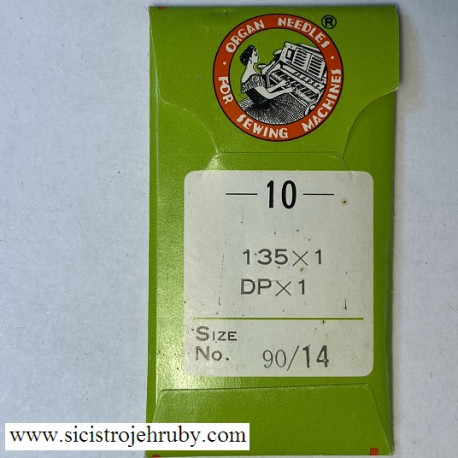 ORGAN NEEDLES
FOR SEWING MACHINES
®
—10—
135×1
DP×1
SIZE
No. 90/14
www.sicistrojehruby.com